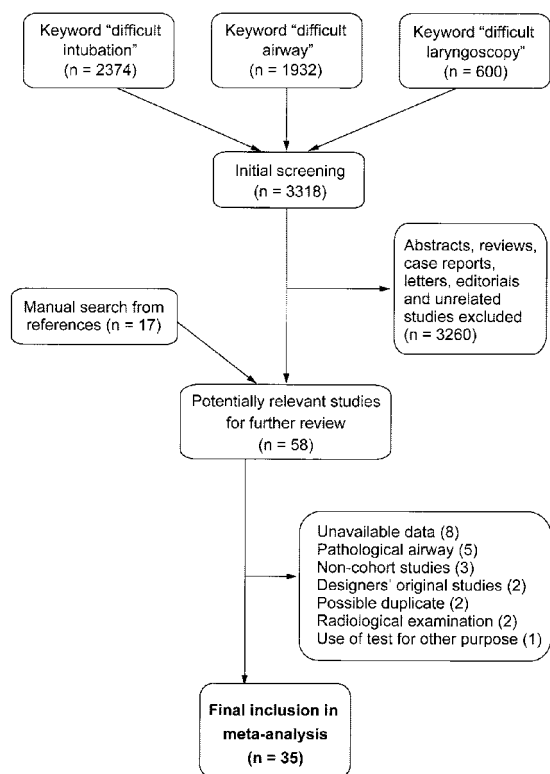 Keyword "difficult
intubation"
(n = 2374)
Keyword "difficult
airway"
(n = 1932)
Keyword "difficult
laryngoscopy"
(n = 600)
Initial screening
(n = 3318)
Abstracts, reviews,
case reports,
letters, editorials
and unrelated
studies excluded
(n = 3260)
Manual search from
references (n = 17)
Potentially relevant studies
for further review
(n = 58)
Unavailable data (8)
Pathological airway (5)
Non-cohort studies (3)
Designers' original studies (2)
Possible duplicate (2)
Radiological examination (2)
Use of test for other purpose (1)
Final inclusion in
meta-analysis
(n = 35)